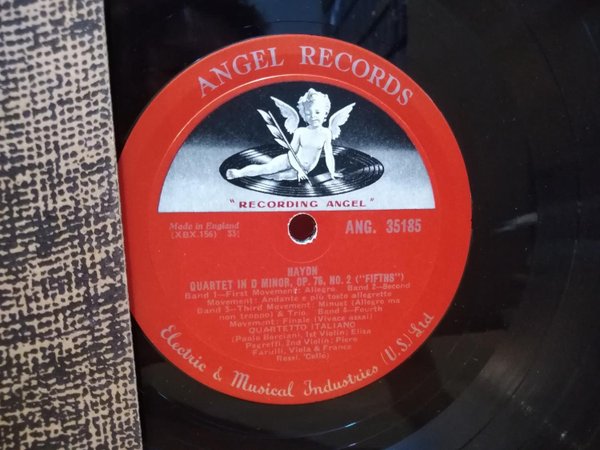 ANGEL RECORDS
"RECORDING ANGEL"
Made in England
(XBX.156) 33⅓
ANG. 35185
HAYDN
QUARTET IN D MINOR, OP. 76, NO. 2 ("FIFTHS")
Band 1—First Movement: Allegro. Band 2—Second
Movement: Andante e più tosto allegretto
Band 3—Third Movement: Minuet (Allegro ma
non troppo) & Trio. Band 4—Fourth
Movement: Finale (Vivace assai)
QUARTETTO ITALIANO
(Paolo Borciani, 1st Violin; Elisa
Pegreffi, 2nd Violin; Piero
Farulli, Viola & Franco
Rossi, 'Cello)
Electric & Musical Industries (U.S.) Ltd